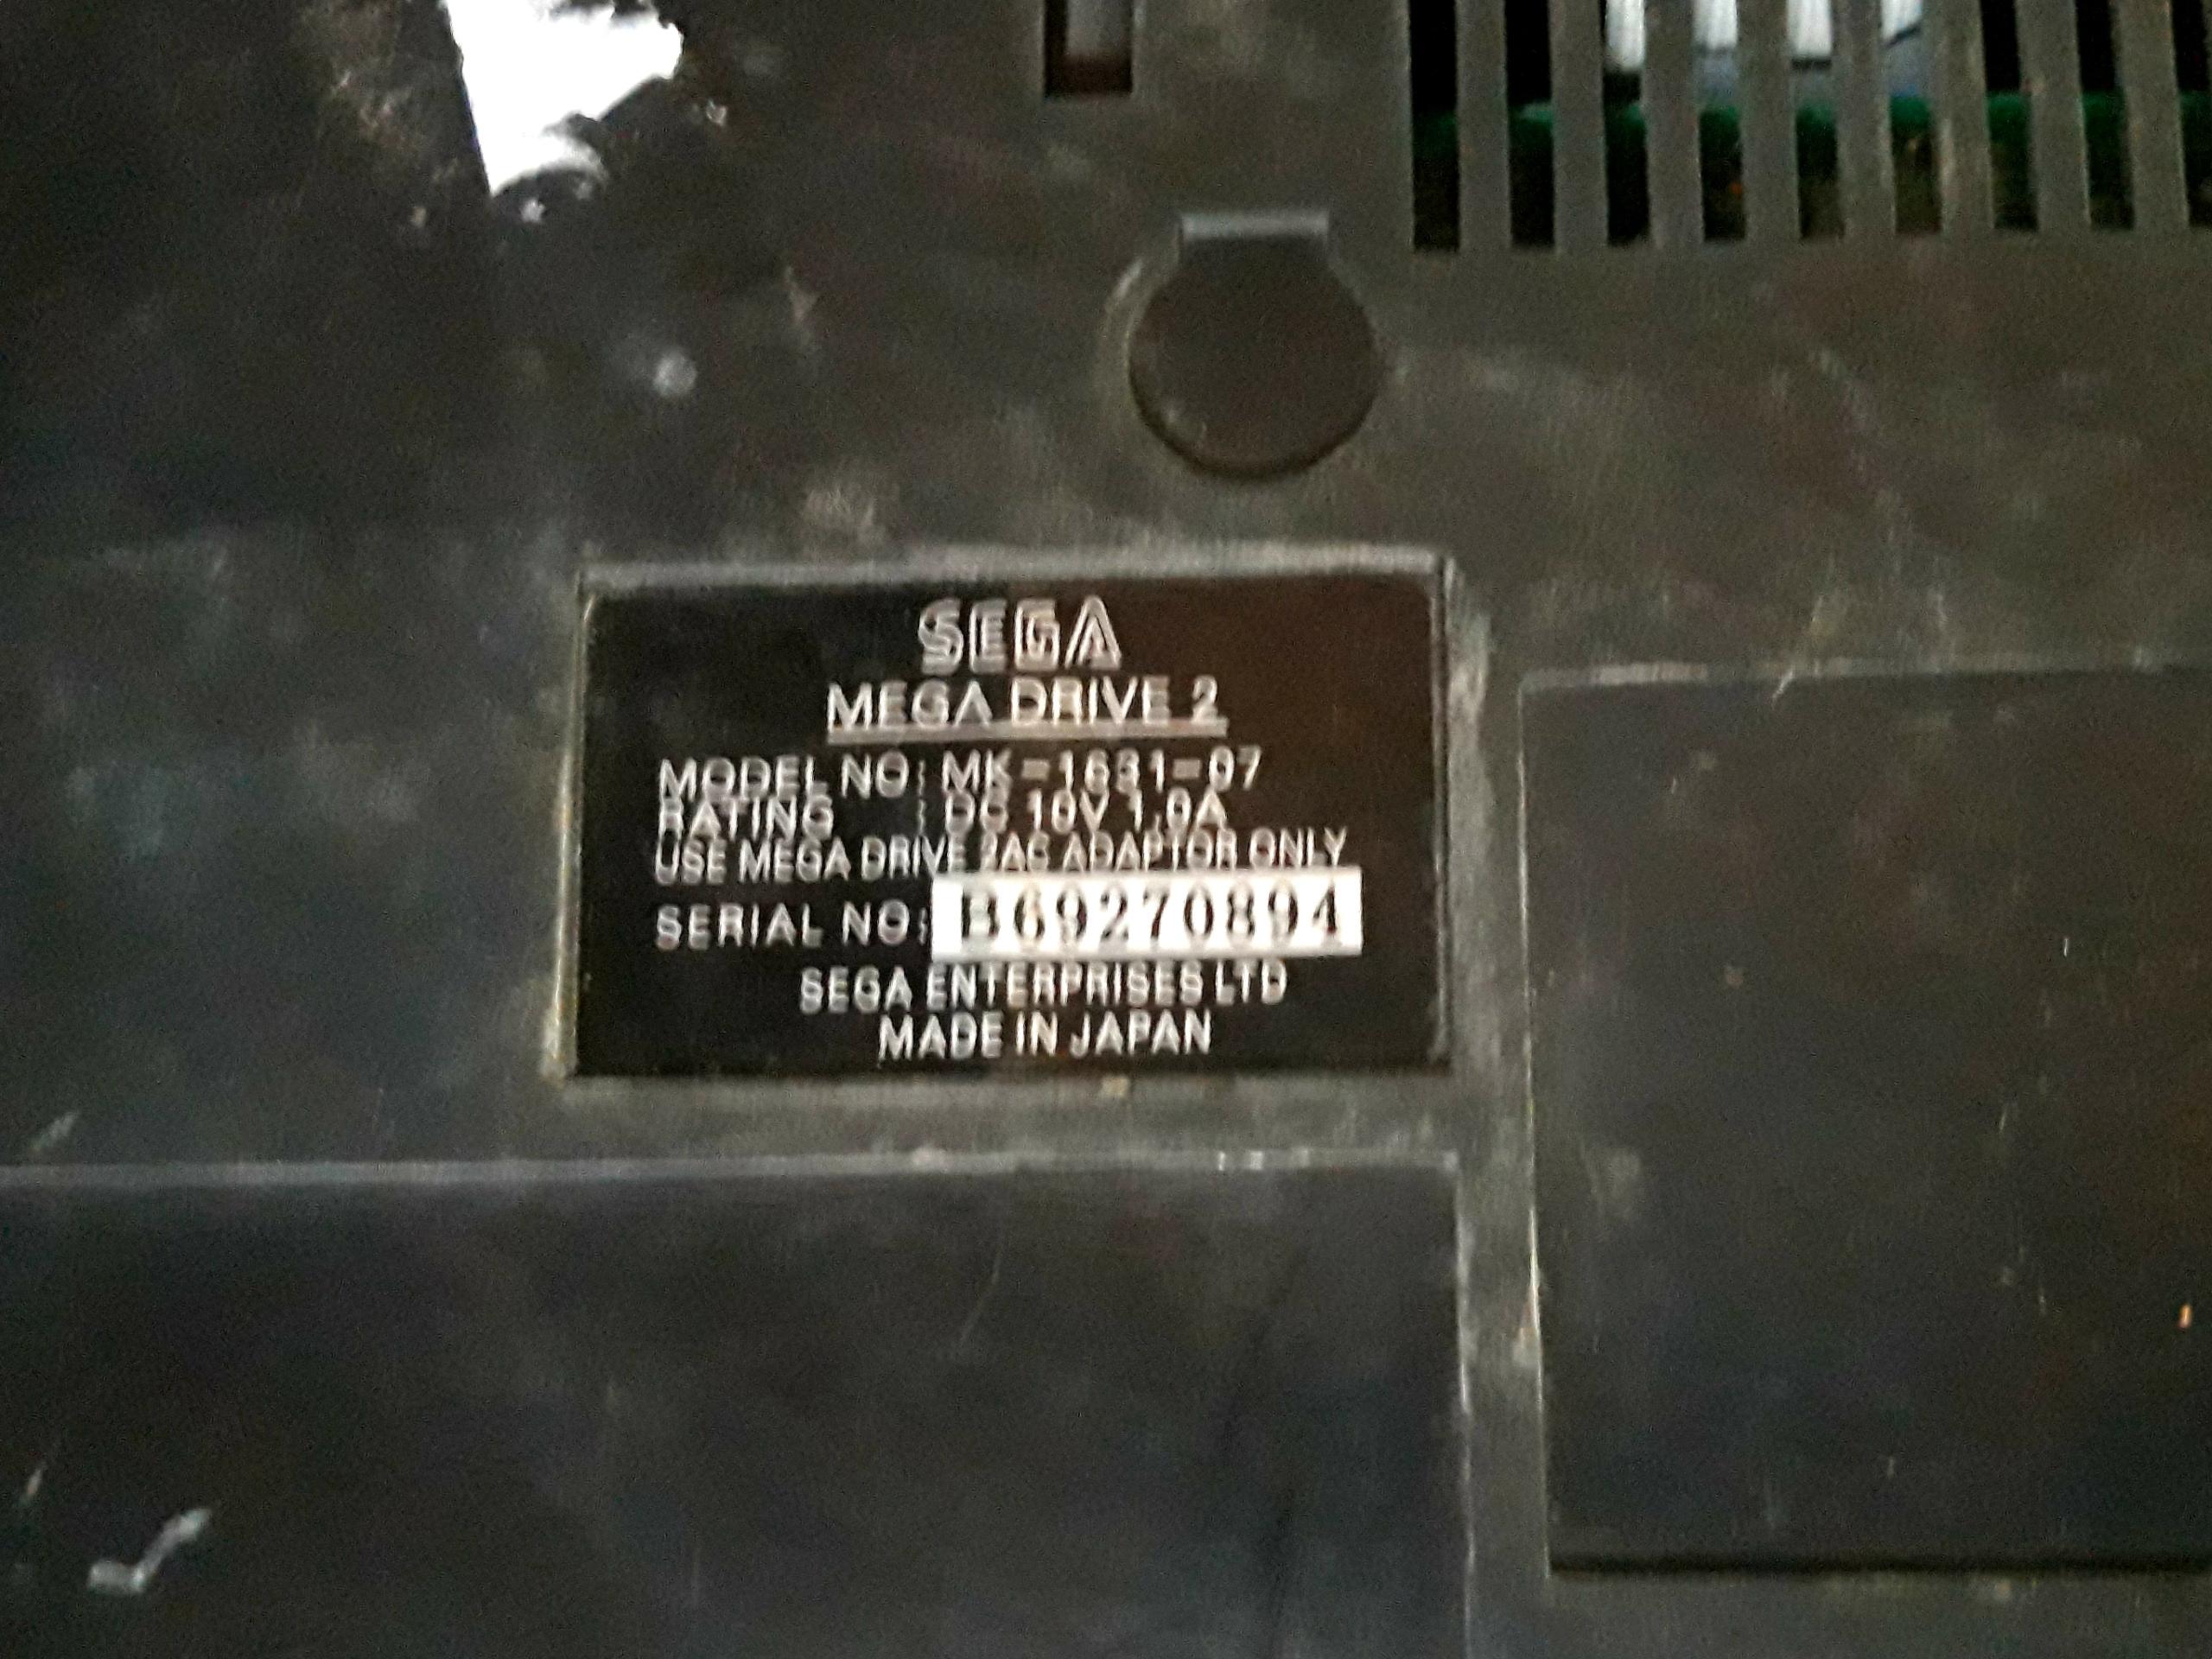 SEGA
MEGA DRIVE 2
MODEL NO: MK-1631-07
RATING : DC 10V 1.0A
USE MEGA DRIVE 2AC ADAPTOR ONLY
SERIAL NO: B69270894
SEGA ENTERPRISES LTD
MADE IN JAPAN